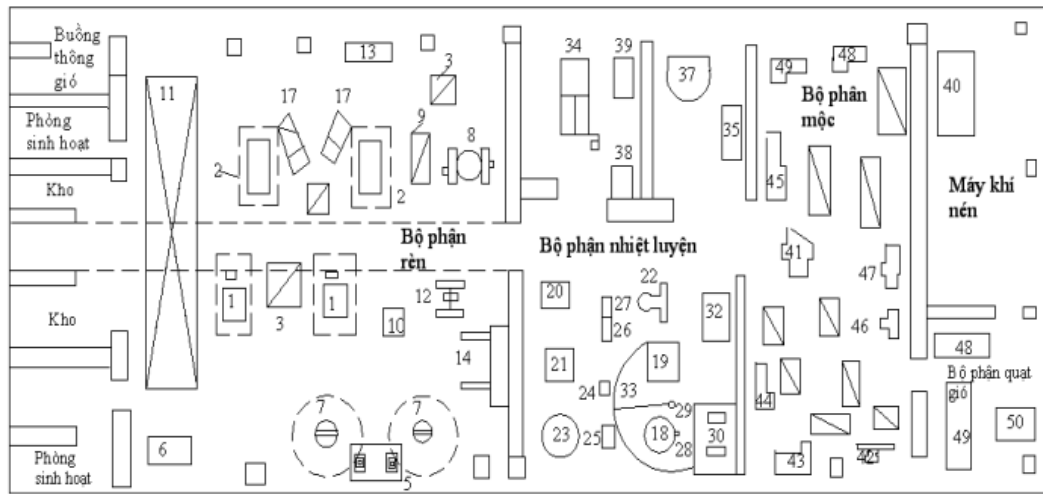 Buồng
thông
gió
Phòng
sinh hoạt
Kho
Kho
Phòng
sinh hoạt
11
6
13
17
17
3
9
8
2
2
Bộ phận
rèn
1
3
1
12
10
14
7
7
5
34
39
37
35
38
Bộ phận nhiệt luyện
20
27
26
22
32
21
24
33
19
29
23
25
18
28
30
49
48
Bộ phân
mộc
45
41
47
46
44
43
42
40
Máy khí
nén
48
Bộ phận quạt
gió
49
50